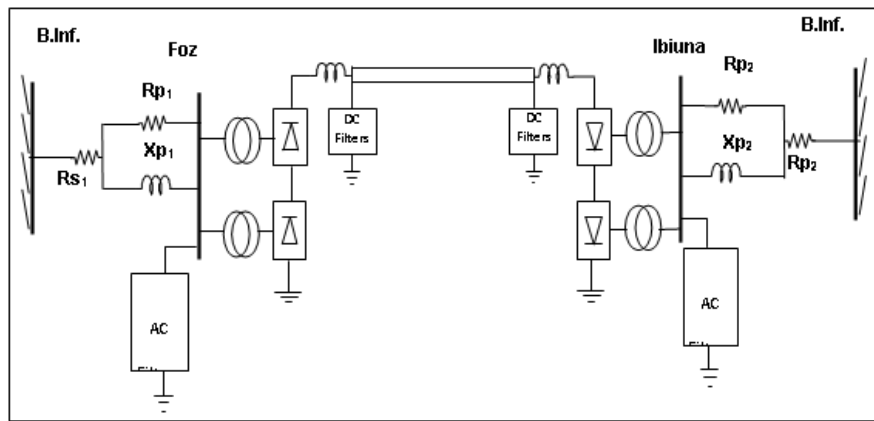 B.Inf.
Foz
Rp1
Xp1
Rs1
AC
DC
Filters
DC
Filters
Ibiuna
B.Inf.
Rp2
Xp2
Rp2
AC